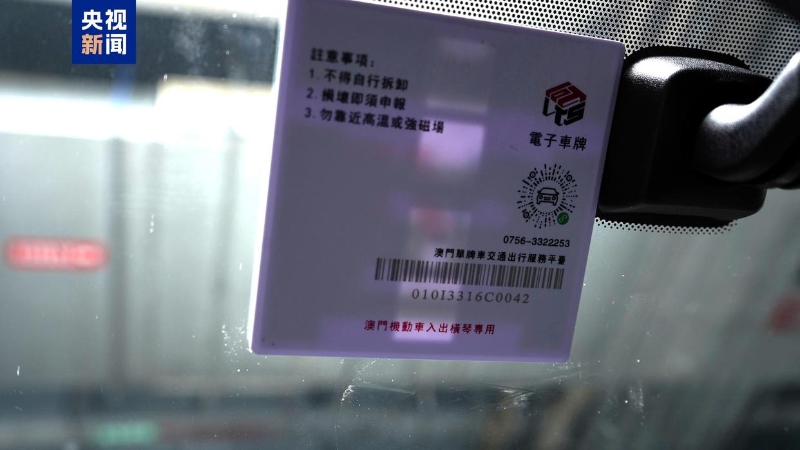 央视
新闻
註意事項：
1. 不得自行拆卸
2. 損壞即須申報
3. 勿靠近高溫或強磁場
電子車牌
0756-3322253
澳門單牌車交通出行服務平臺
010I3316C0042
澳門機動車入出橫琴專用